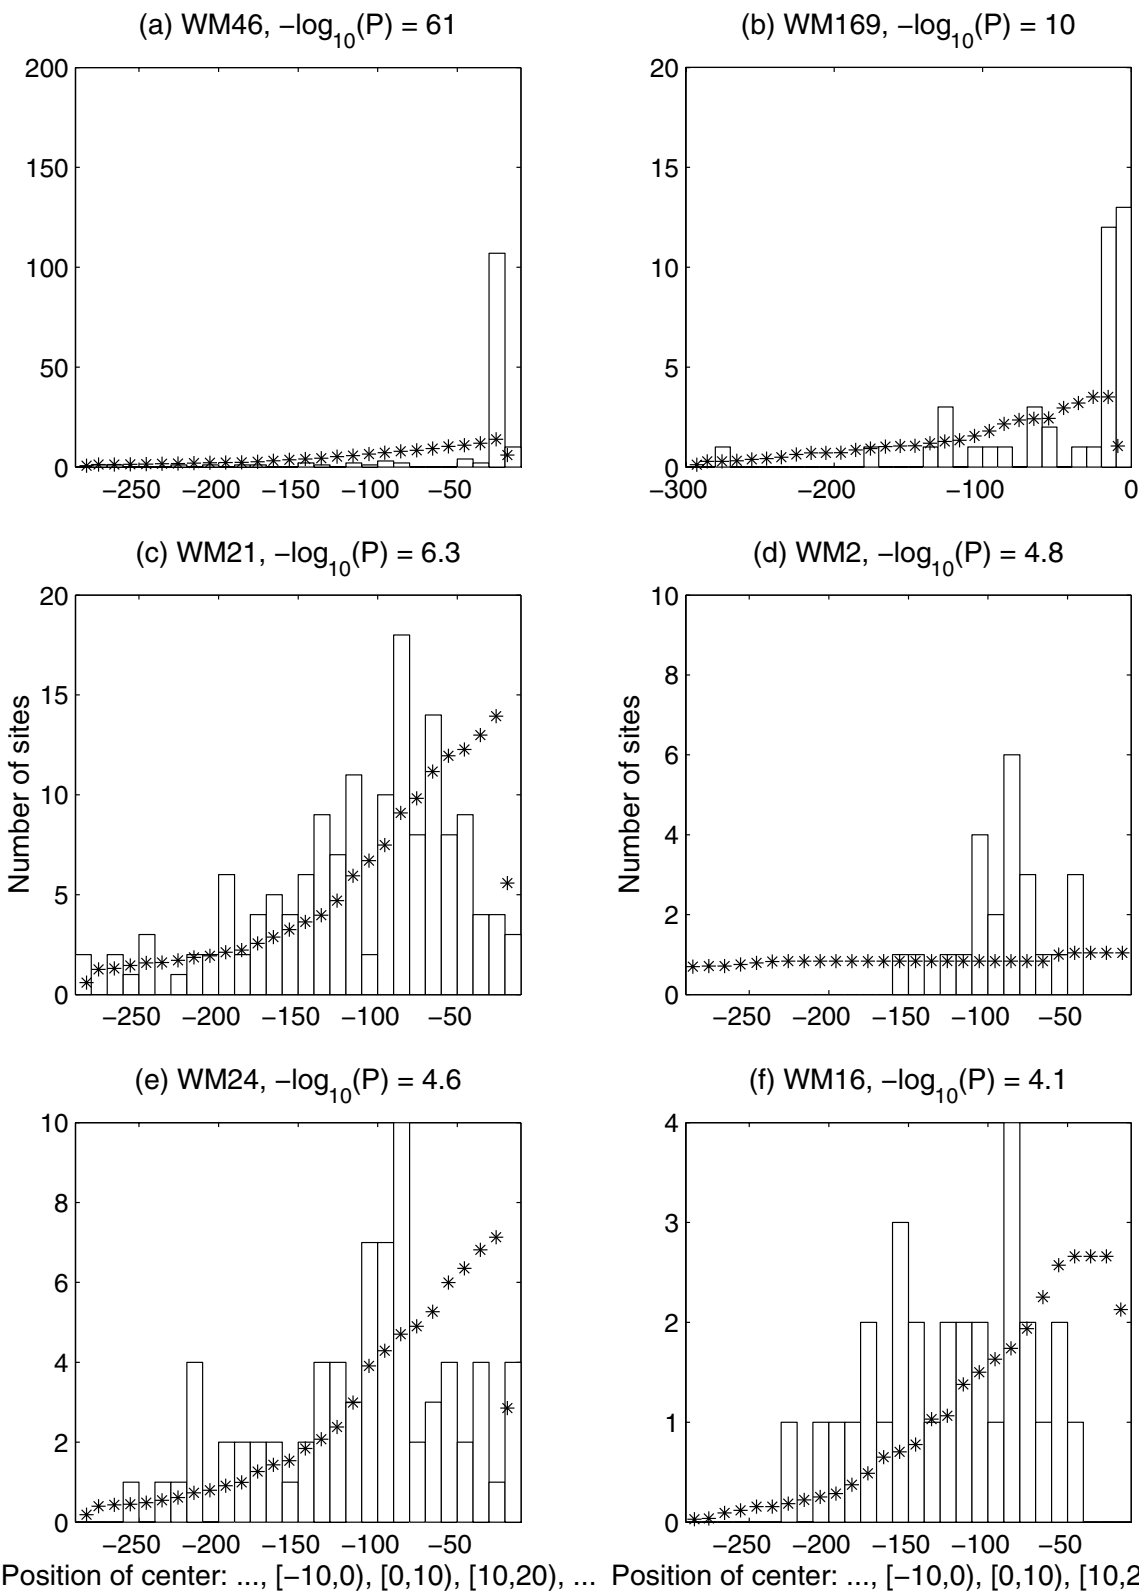 (a) WM46, −log10(P) = 61
200
150
100
50
0
−250 −200 −150 −100 −50
(b) WM169, −log10(P) = 10
20
15
10
5
0
−300 −200 −100 0
(c) WM21, −log10(P) = 6.3
20
15
10
5
0
Number of sites
−250 −200 −150 −100 −50
(d) WM2, −log10(P) = 4.8
10
8
6
4
2
0
Number of sites
−250 −200 −150 −100 −50
(e) WM24, −log10(P) = 4.6
10
8
6
4
2
0
−250 −200 −150 −100 −50
Position of center: ..., [−10,0), [0,10), [10,20), ...
(f) WM16, −log10(P) = 4.1
4
3
2
1
0
−250 −200 −150 −100 −50
Position of center: ..., [−10,0), [0,10), [10,2